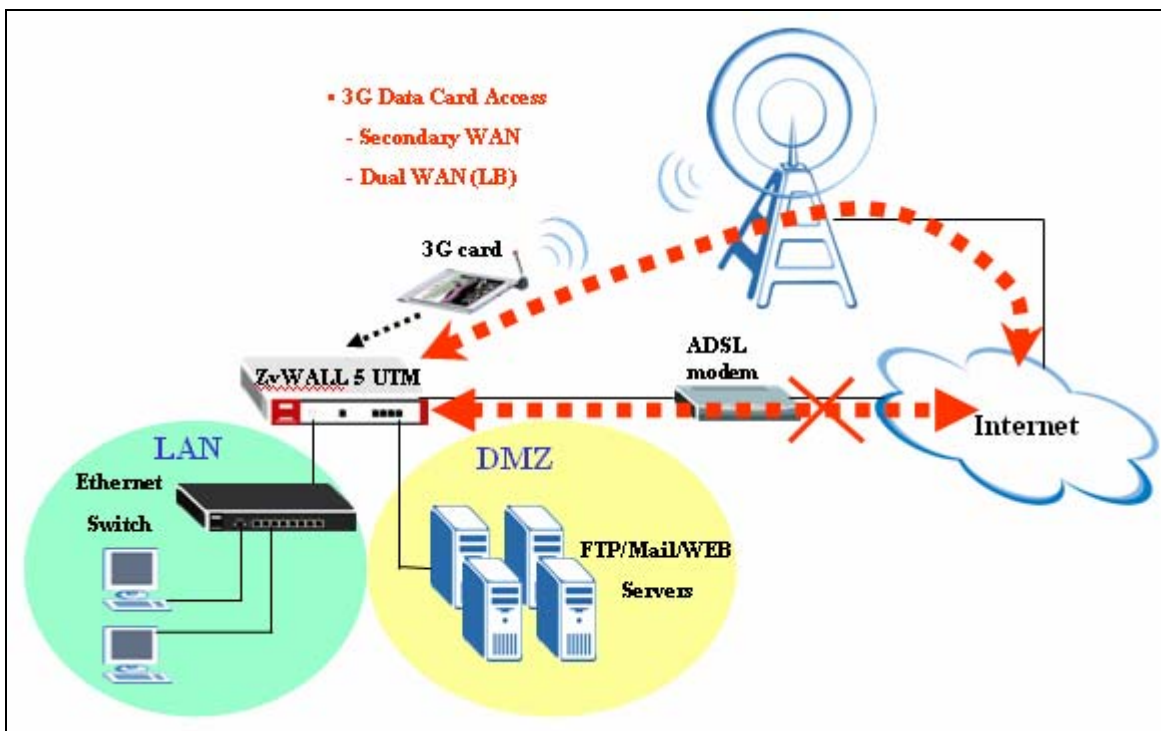 ▪ 3G Data Card Access
- Secondary WAN
- Dual WAN (LB)
3G card
ZyWALL 5 UTM
ADSL
modem
Internet
LAN
Ethernet
Switch
DMZ
FTP/Mail/WEB
Servers